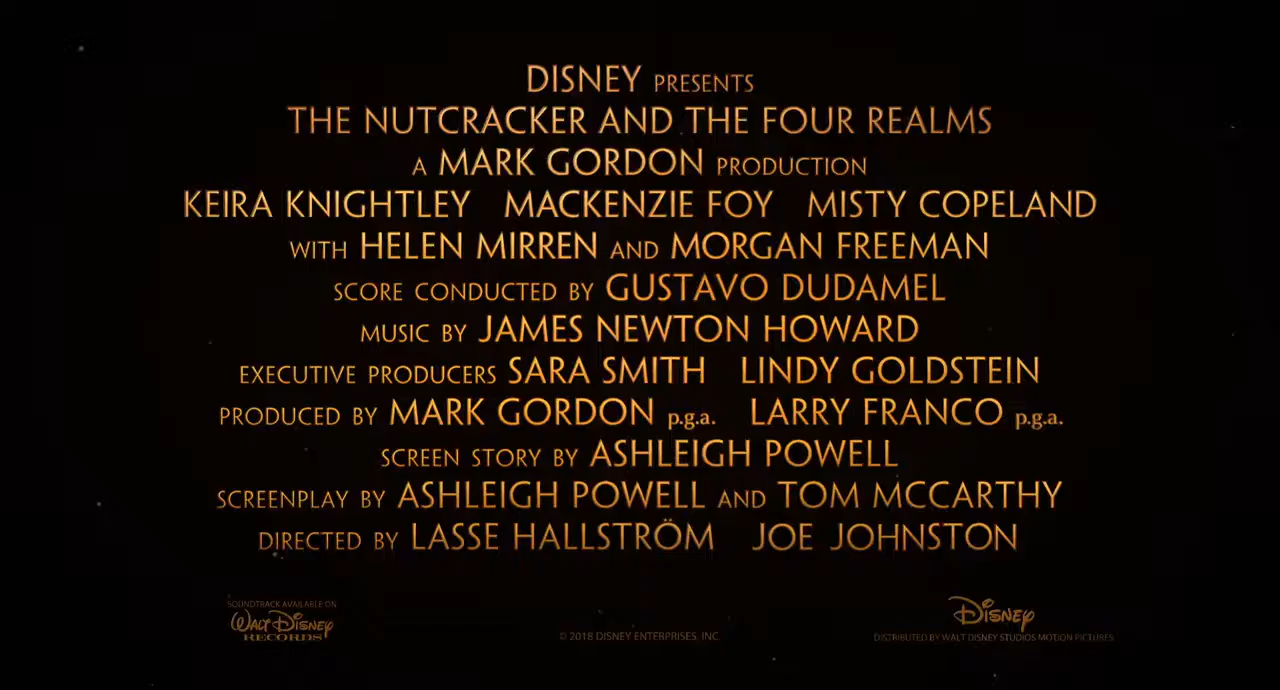 DISNEY PRESENTS
THE NUTCRACKER AND THE FOUR REALMS
A MARK GORDON PRODUCTION
KEIRA KNIGHTLEY MACKENZIE FOY MISTY COPELAND
WITH HELEN MIRREN AND MORGAN FREEMAN
SCORE CONDUCTED BY GUSTAVO DUDAMEL
MUSIC BY JAMES NEWTON HOWARD
EXECUTIVE PRODUCERS SARA SMITH LINDY GOLDSTEIN
PRODUCED BY MARK GORDON p.g.a. LARRY FRANCO p.g.a.
SCREEN STORY BY ASHLEIGH POWELL
SCREENPLAY BY ASHLEIGH POWELL AND TOM MCCARTHY
DIRECTED BY LASSE HALLSTRÖM JOE JOHNSTON
SOUNDTRACK AVAILABLE ON
WALT DISNEY
RECORDS
© 2018 DISNEY ENTERPRISES, INC.
DISNEY
DISTRIBUTED BY WALT DISNEY STUDIOS MOTION PICTURES